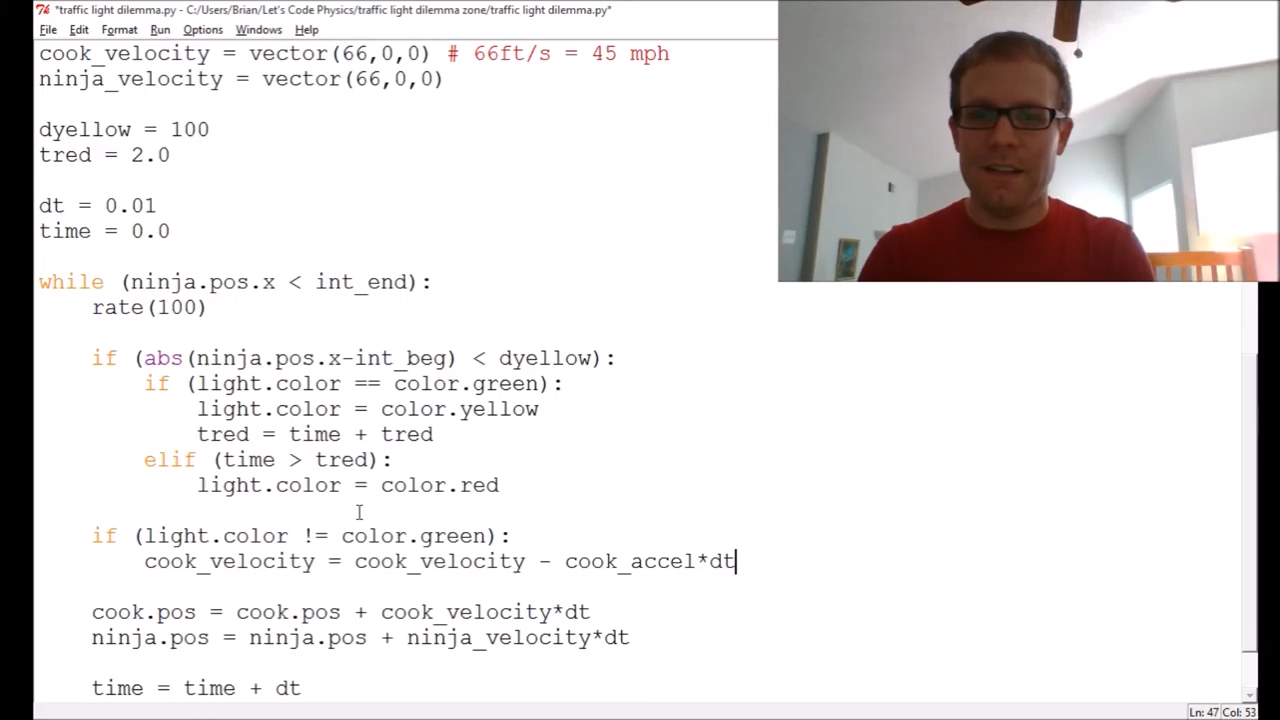 *traffic light dilemma.py - C:/Users/Brian/Let's Code Physics/traffic light dilemma zone/traffic light dilemma.py*
File Edit Format Run Options Windows Help
cook_velocity = vector(66,0,0) # 66ft/s = 45 mph
ninja_velocity = vector(66,0,0)
dyellow = 100
tred = 2.0
dt = 0.01
time = 0.0
while (ninja.pos.x < int_end):
    rate(100)
    if (abs(ninja.pos.x-int_beg) < dyellow):
        if (light.color == color.green):
            light.color = color.yellow
            tred = time + tred
        elif (time > tred):
            light.color = color.red
    if (light.color != color.green):
        cook_velocity = cook_velocity - cook_accel*dt
    cook.pos = cook.pos + cook_velocity*dt
    ninja.pos = ninja.pos + ninja_velocity*dt
    time = time + dt
Ln: 47 Col: 53